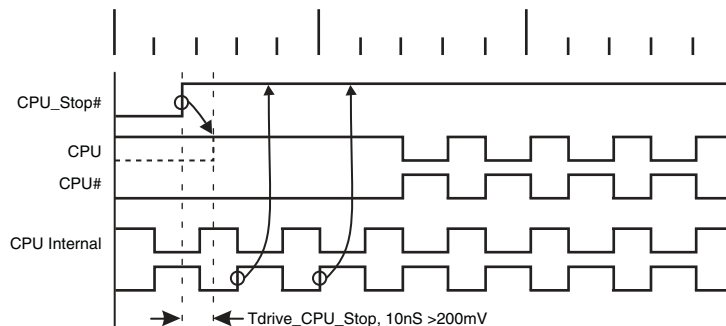 CPU_Stop#
CPU
CPU#
CPU Internal
Tdrive_CPU_Stop, 10nS >200mV